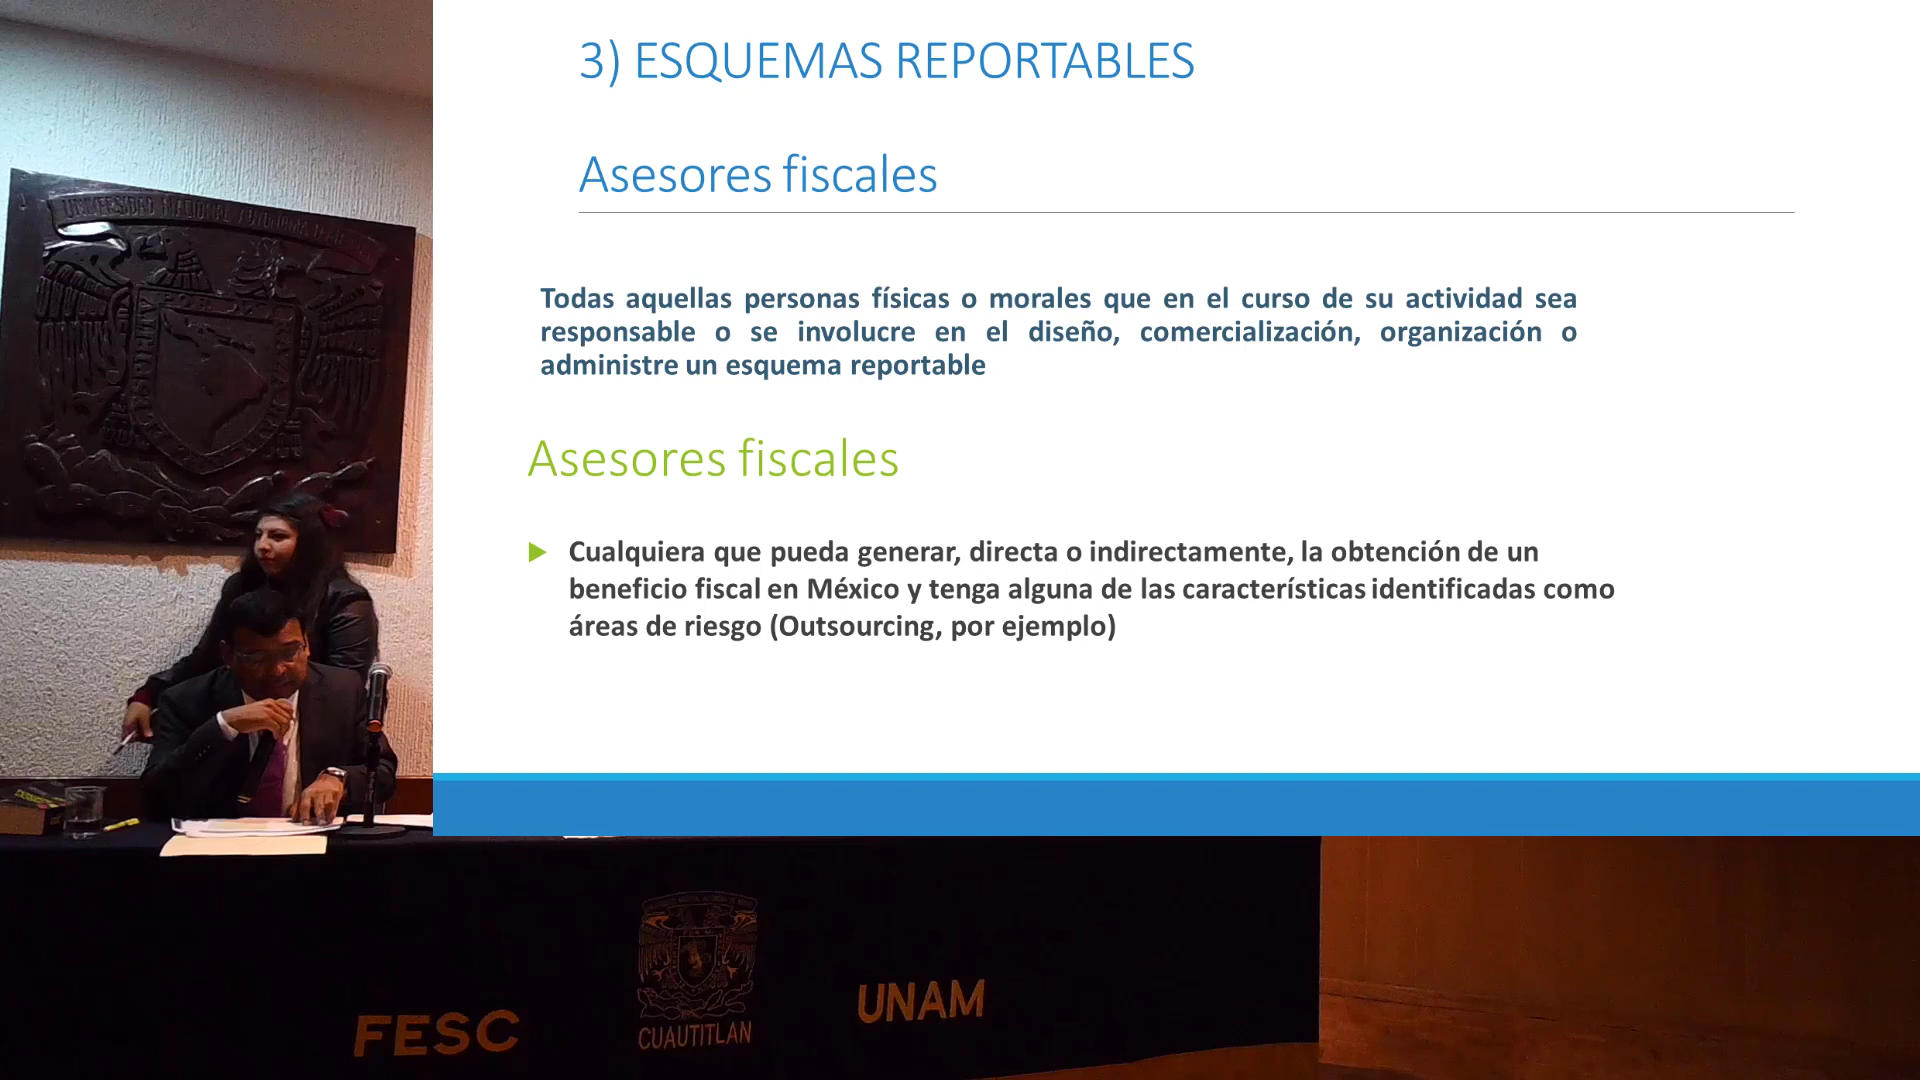 3) ESQUEMAS REPORTABLES
Asesores fiscales
Todas aquellas personas físicas o morales que en el curso de su actividad sea
responsable o se involucre en el diseño, comercialización, organización o
administre un esquema reportable
Asesores fiscales
Cualquiera que pueda generar, directa o indirectamente, la obtención de un
beneficio fiscal en México y tenga alguna de las características identificadas como
áreas de riesgo (Outsourcing, por ejemplo)
FESC
CUAUTITLAN
UNAM